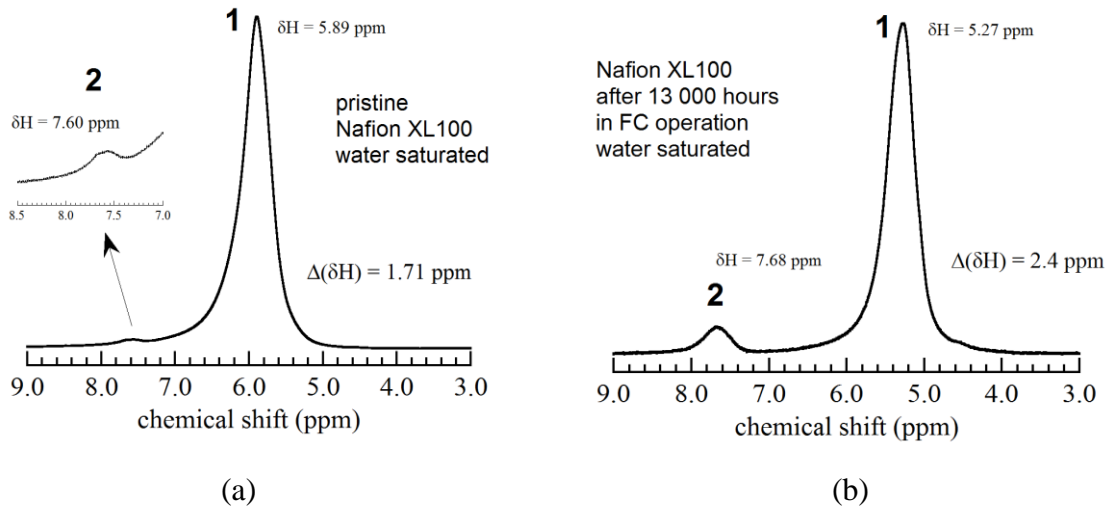 1
δH = 5.89 ppm
2
δH = 7.60 ppm
pristine
Nafion XL100
water saturated
8.5 8.0 7.5 7.0
Δ(δH) = 1.71 ppm
9.0 8.0 7.0 6.0 5.0 4.0 3.0
chemical shift (ppm)
(a)
1
δH = 5.27 ppm
Nafion XL100
after 13 000 hours
in FC operation
water saturated
δH = 7.68 ppm
2
Δ(δH) = 2.4 ppm
9.0 8.0 7.0 6.0 5.0 4.0 3.0
chemical shift (ppm)
(b)